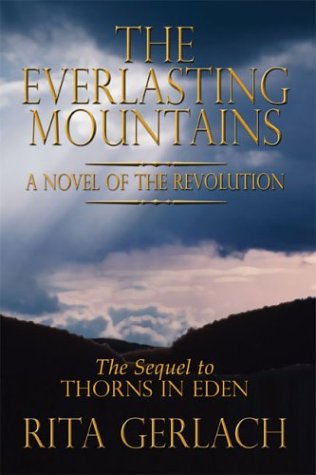 THE
EVERLASTING
MOUNTAINS
A NOVEL OF THE REVOLUTION
The Sequel to
THORNS IN EDEN
RITA GERLACH